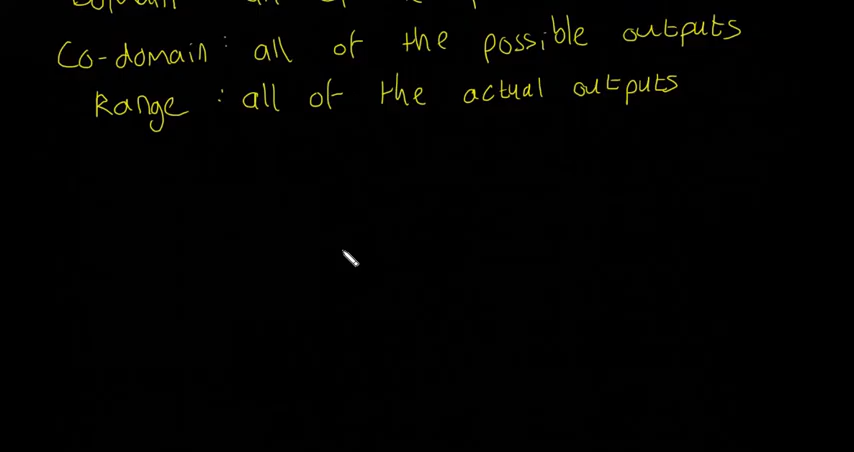 Co-domain : all of the possible outputs
Range : all of the actual outputs